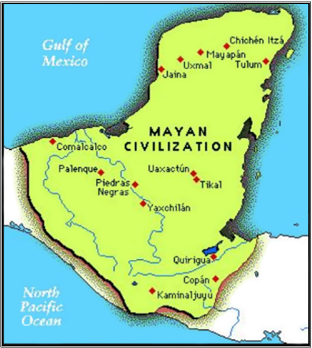 Gulf of
Mexico
Chichén Itzá
Mayapán
Uxmal
Tulum
Jaina
MAYAN
CIVILIZATION
Comalcalco
Palenque
Uaxactún
Piedras
Negras
Tikal
Yaxchilán
Quirigua
Copán
Kaminaljuyú
North
Pacific
Ocean